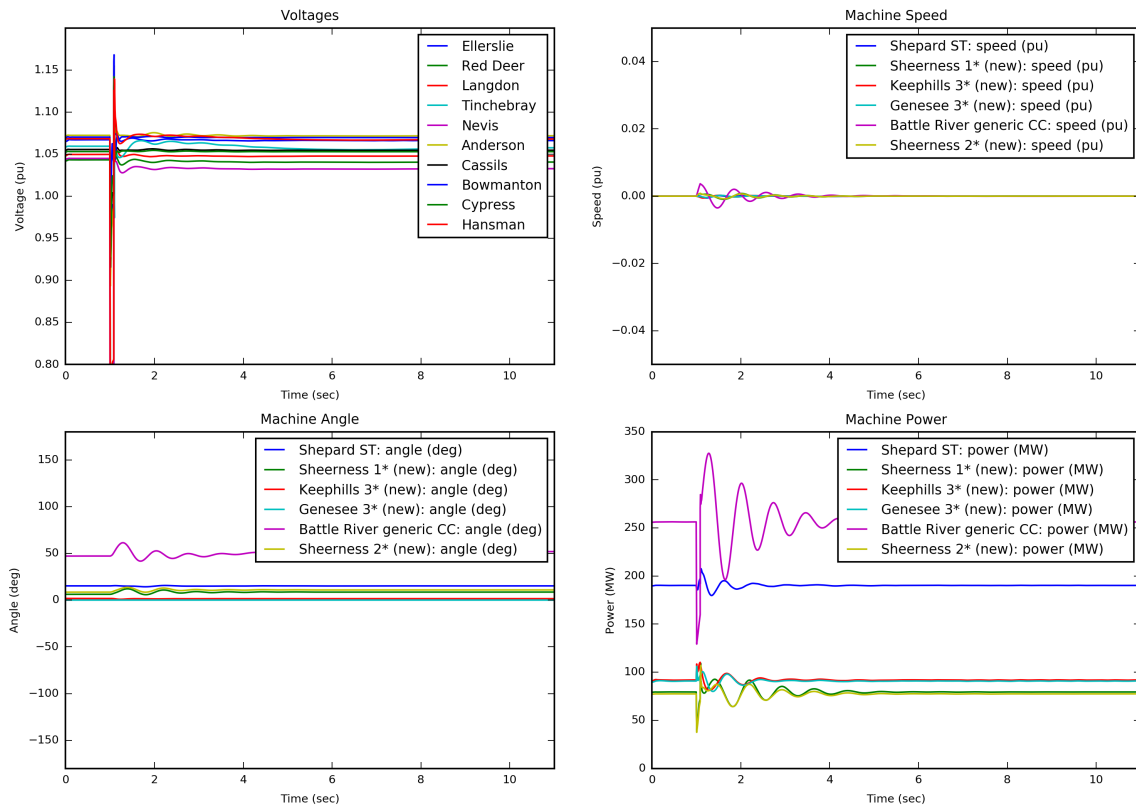 Voltages
1.15
1.10
1.05
1.00
0.95
0.90
0.85
0.80
Voltage (pu)
0 2 4 6 8 10
Time (sec)
Ellerslie
Red Deer
Langdon
Tinchebray
Nevis
Anderson
Cassils
Bowmanton
Cypress
Hansman
Machine Speed
0.04
0.02
0.00
−0.02
−0.04
Speed (pu)
0 2 4 6 8 10
Time (sec)
Shepard ST: speed (pu)
Sheerness 1* (new): speed (pu)
Keephills 3* (new): speed (pu)
Genesee 3* (new): speed (pu)
Battle River generic CC: speed (pu)
Sheerness 2* (new): speed (pu)
Machine Angle
150
100
50
0
−50
−100
−150
Angle (deg)
0 2 4 6 8 10
Time (sec)
Shepard ST: angle (deg)
Sheerness 1* (new): angle (deg)
Keephills 3* (new): angle (deg)
Genesee 3* (new): angle (deg)
Battle River generic CC: angle (deg)
Sheerness 2* (new): angle (deg)
Machine Power
350
300
250
200
150
100
50
0
Power (MW)
0 2 4 6 8 10
Time (sec)
Shepard ST: power (MW)
Sheerness 1* (new): power (MW)
Keephills 3* (new): power (MW)
Genesee 3* (new): power (MW)
Battle River generic CC: power (MW)
Sheerness 2* (new): power (MW)